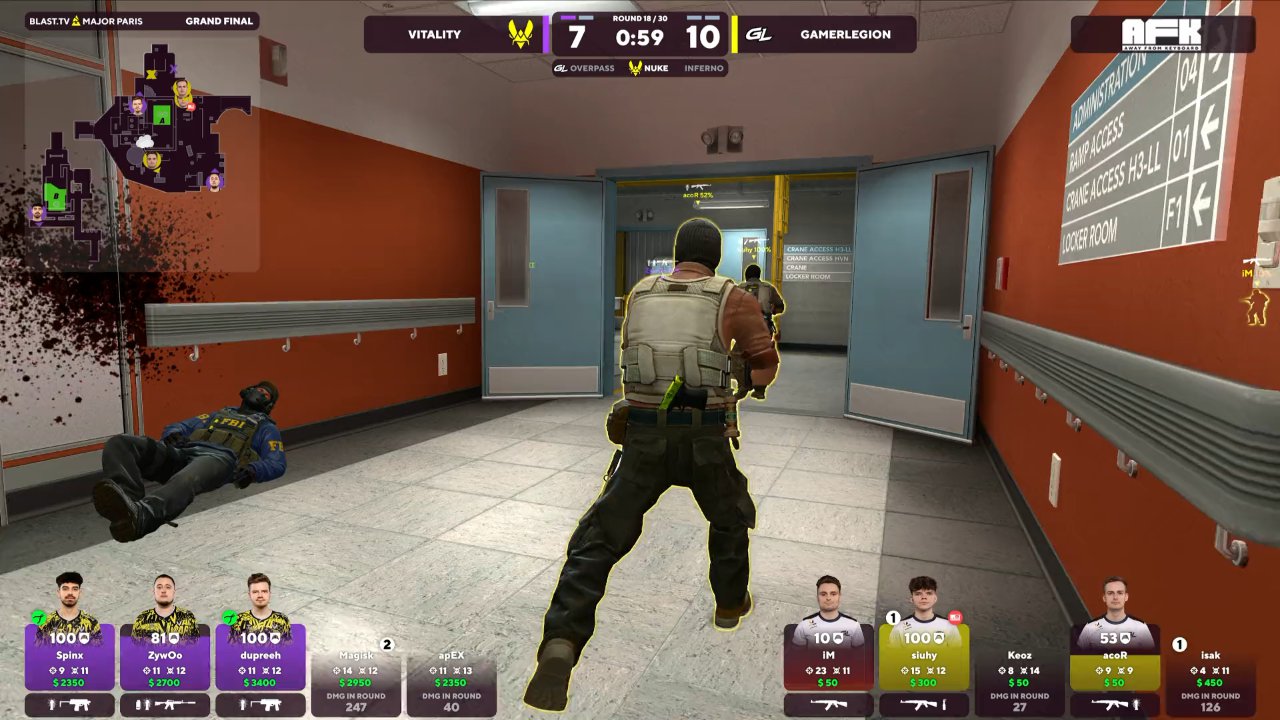 BLAST.TV MAJOR PARIS
GRAND FINAL
VITALITY
7
ROUND 18 / 30
0:59
10
GL
GAMERLEGION
GL OVERPASS
NUKE
INFERNO
AFK
AWAY FROM KEYBOARD
A
B
ADMINISTRATION
04
RAMP ACCESS
01
CRANE ACCESS H3-LL
LOCKER ROOM
F1
acoR 52%
siuhy 100%
CRANE ACCESS H3-LL
CRANE ACCESS HVN
CRANE
LOCKER ROOM
FBI
100
Spinx
9 11
$ 2350
81
ZywOo
11 12
$ 2700
100
dupreeh
11 12
$ 3400
2
Magisk
14 12
$ 2950
DMG IN ROUND
247
apEX
11 13
$ 2350
DMG IN ROUND
40
10
iM
23 11
$ 50
1
100
siuhy
15 12
$ 300
Keoz
8 14
$ 50
DMG IN ROUND
27
53
acoR
9 9
$ 50
1
isak
4 11
$ 450
DMG IN ROUND
126